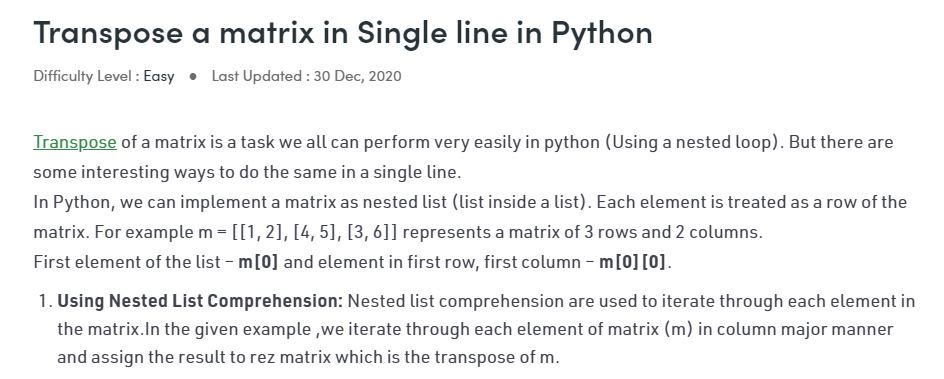 Transpose a matrix in Single line in Python
Difficulty Level : Easy ● Last Updated : 30 Dec, 2020
Transpose of a matrix is a task we all can perform very easily in python (Using a nested loop). But there are
some interesting ways to do the same in a single line.
In Python, we can implement a matrix as nested list (list inside a list). Each element is treated as a row of the
matrix. For example m = [[1, 2], [4, 5], [3, 6]] represents a matrix of 3 rows and 2 columns.
First element of the list – m[0] and element in first row, first column – m[0][0].
1. Using Nested List Comprehension: Nested list comprehension are used to iterate through each element in
the matrix.In the given example ,we iterate through each element of matrix (m) in column major manner
and assign the result to rez matrix which is the transpose of m.